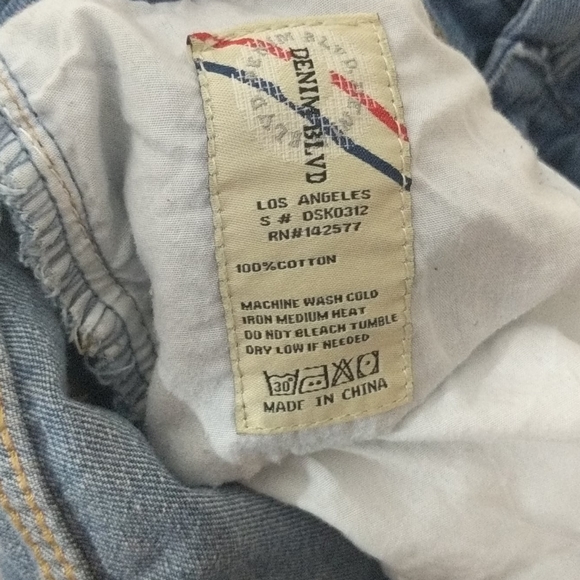 DENIM BLVD
LOS ANGELES
S # DSK0312
RN#142577
100%COTTON
MACHINE WASH COLD
IRON MEDIUM HEAT
DO NOT BLEACH TUMBLE
DRY LOW IF NEEDED
30°
MADE IN CHINA